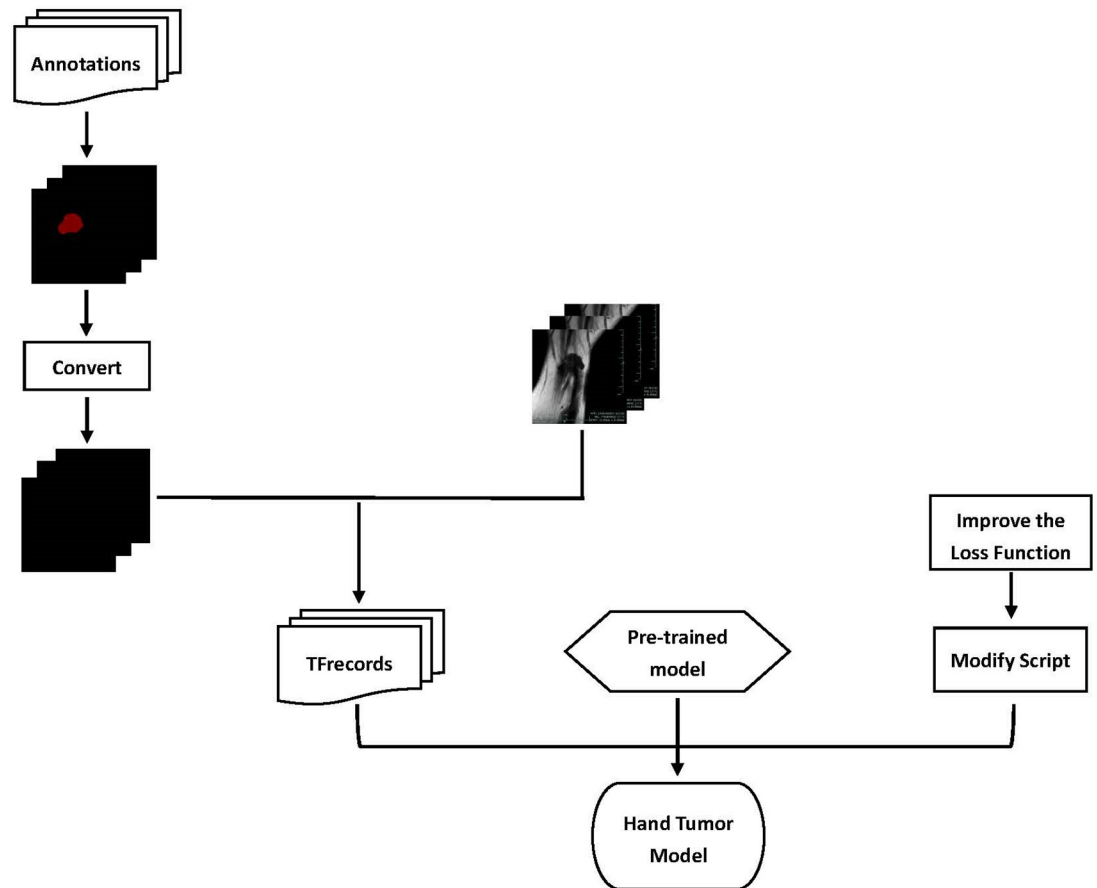 Annotations
Convert
Improve the
Loss Function
TFrecords
Pre-trained
model
Modify Script
Hand Tumor
Model